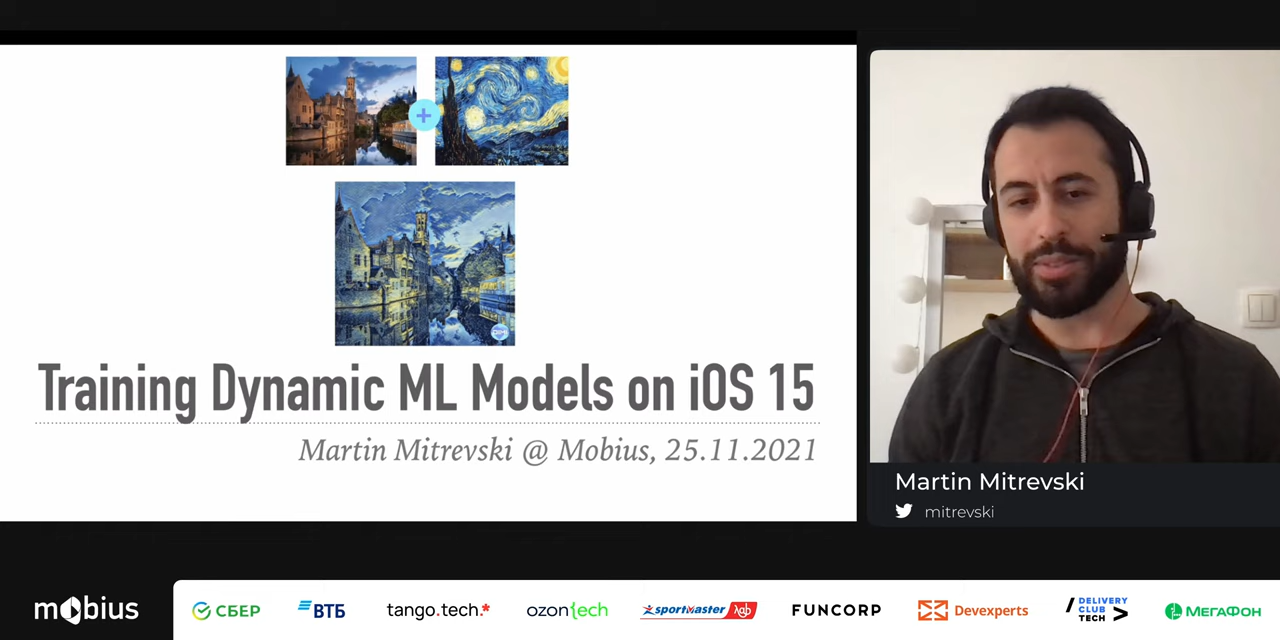 Training Dynamic ML Models on iOS 15
Martin Mitrevski @ Mobius, 25.11.2021
Martin Mitrevski
mitrevski
mobius
СБЕР
ВТБ
tango.tech.*
ozon{tech
sportmaster lab
FUNCORP
Devexperts
/DELIVERY
CLUB
TECH >
МЕГАФОН